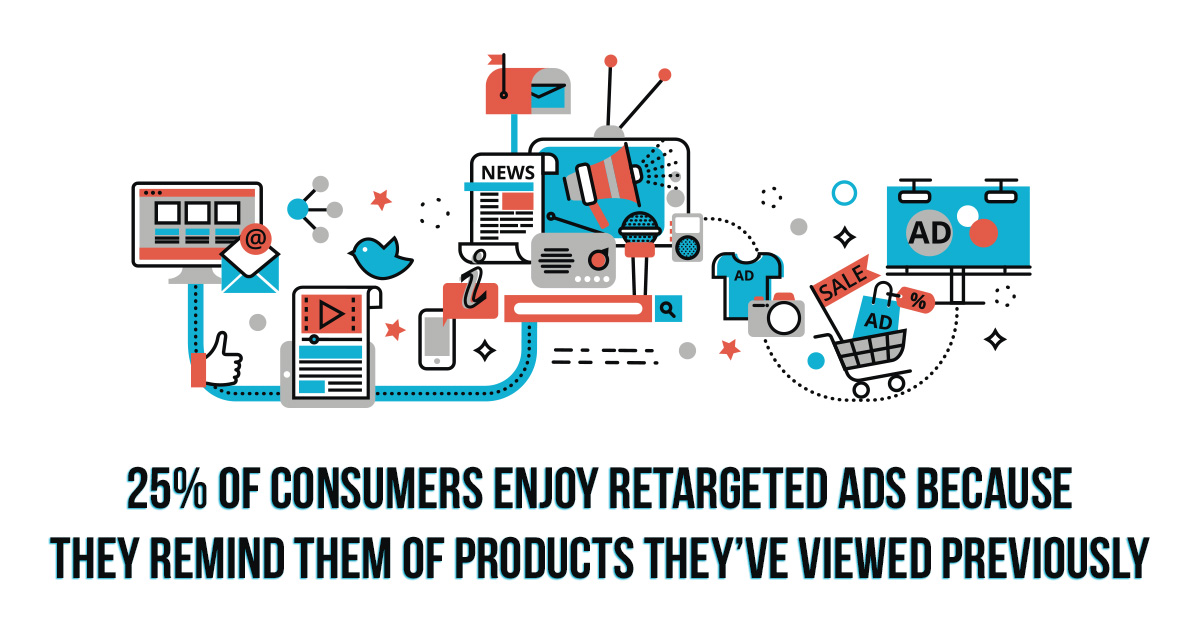 NEWS
@
AD
AD
SALE
%
AD
25% OF CONSUMERS ENJOY RETARGETED ADS BECAUSE
THEY REMIND THEM OF PRODUCTS THEY'VE VIEWED PREVIOUSLY